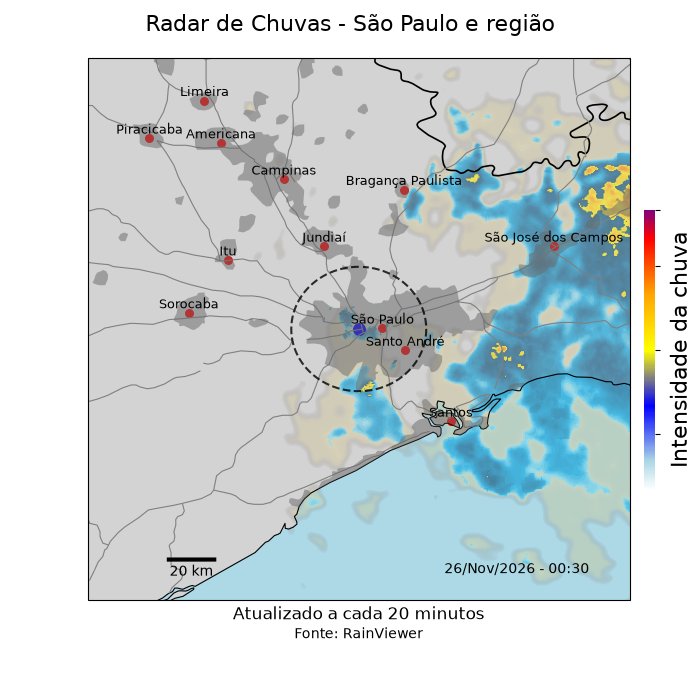 Radar de Chuvas - São Paulo e região
Limeira
Piracicaba
Americana
Campinas
Bragança Paulista
Jundiaí
São José dos Campos
Itu
Sorocaba
São Paulo
Santo André
Santos
Intensidade da chuva
20 km
26/Nov/2026 - 00:30
Atualizado a cada 20 minutos
Fonte: RainViewer